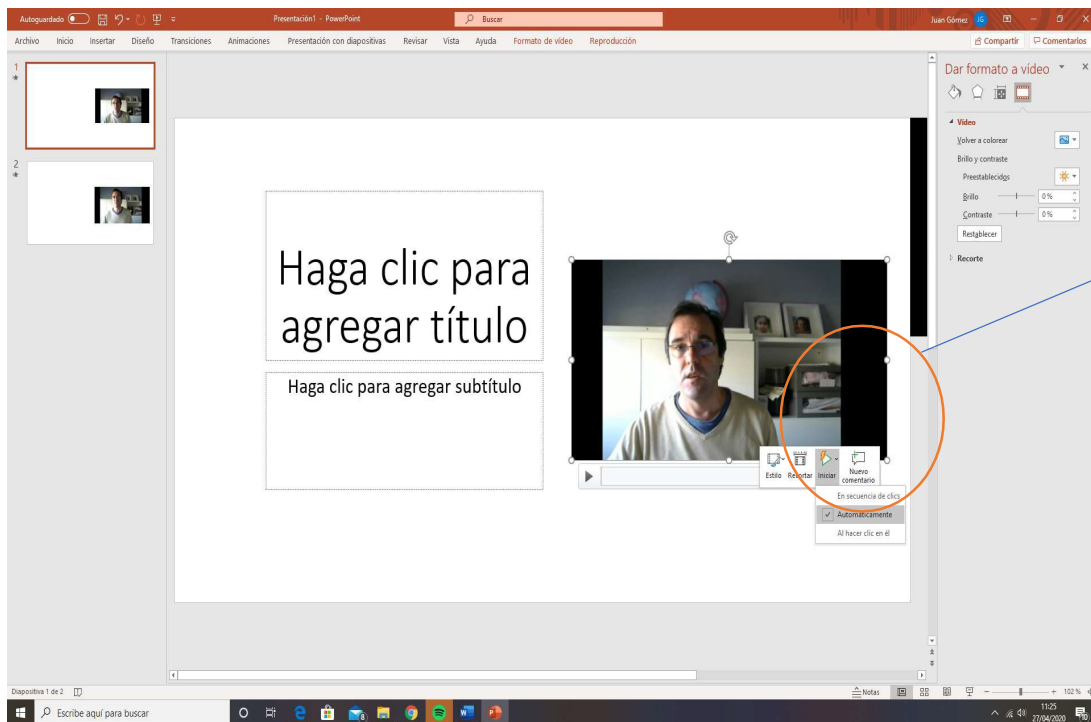 Autoguardado
Presentación1 - PowerPoint
Buscar
Juan Gómez
JG
Archivo Inicio Insertar Diseño Transiciones Animaciones Presentación con diapositivas Revisar Vista Ayuda Formato de vídeo Reproducción
Compartir
Comentarios
1
2
Haga clic para
agregar título
Haga clic para agregar subtítulo
Estilo Recortar Iniciar Nuevo
comentario
En secuencia de clics
Automáticamente
Al hacer clic en él
Dar formato a vídeo
Vídeo
Volver a colorear
Brillo y contraste
Preestablecidos
Brillo 0 %
Contraste 0 %
Restablecer
Recorte
Diapositiva 1 de 2
Notas
102 %
Escribe aquí para buscar
11:25
27/04/2020